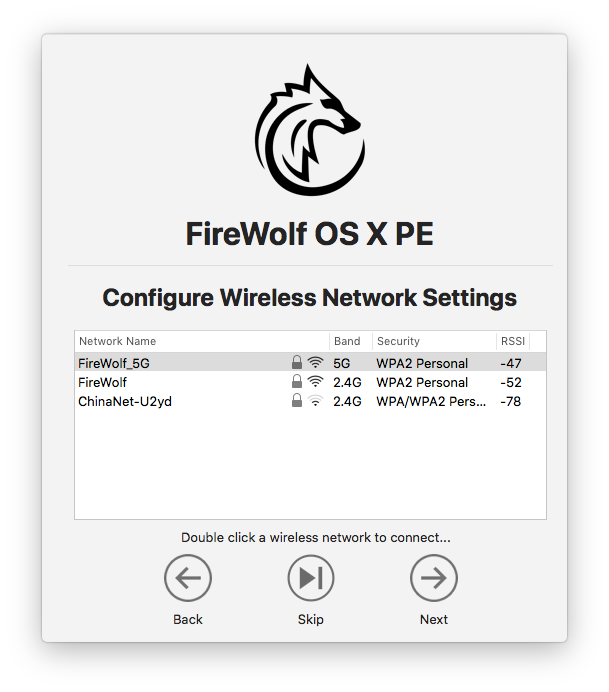 FireWolf OS X PE
Configure Wireless Network Settings
Network Name Band Security RSSI
FireWolf_5G 5G WPA2 Personal -47
FireWolf 2.4G WPA2 Personal -52
ChinaNet-U2yd 2.4G WPA/WPA2 Pers... -78
Double click a wireless network to connect...
Back Skip Next